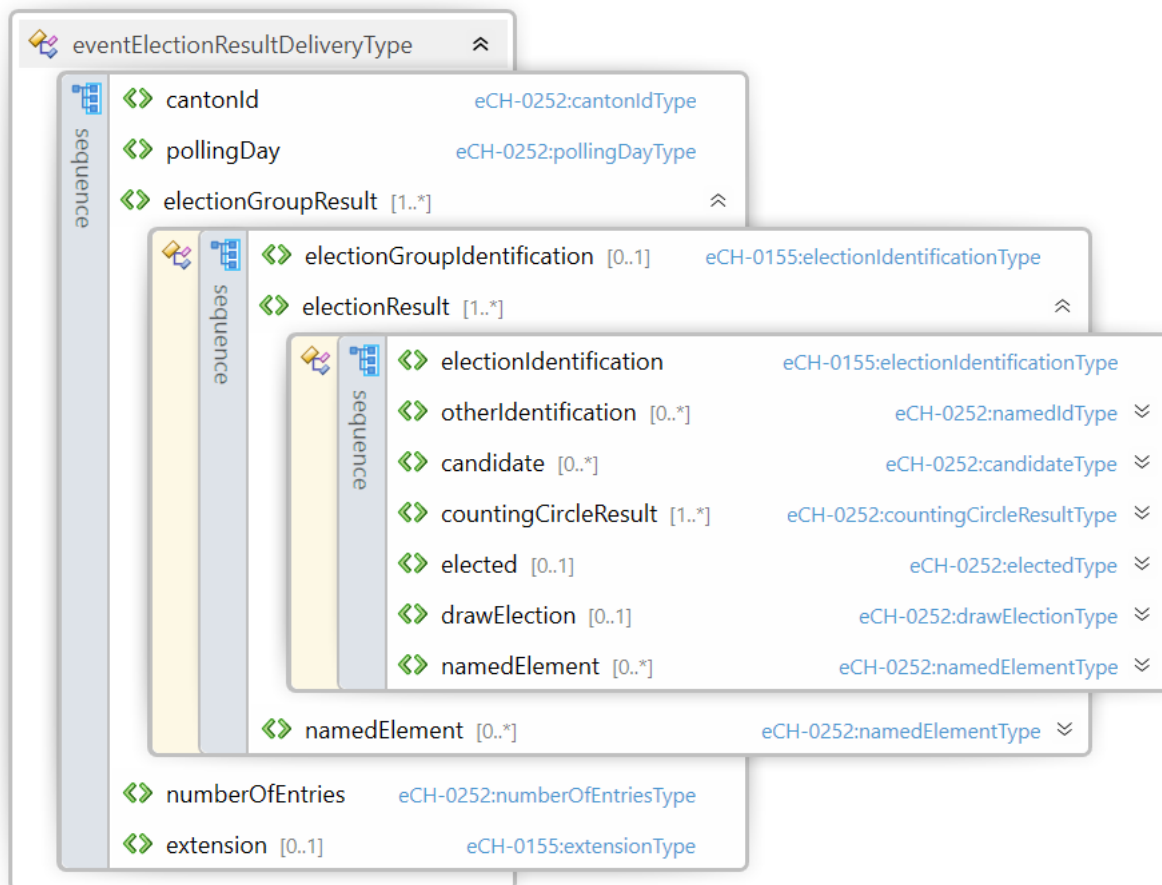 eventElectionResultDeliveryType
sequence
cantonId eCH-0252:cantonIdType
pollingDay eCH-0252:pollingDayType
electionGroupResult [1..*]
sequence
electionGroupIdentification [0..1] eCH-0155:electionIdentificationType
electionResult [1..*]
sequence
electionIdentification eCH-0155:electionIdentificationType
otherIdentification [0..*] eCH-0252:namedIdType
candidate [0..*] eCH-0252:candidateType
countingCircleResult [1..*] eCH-0252:countingCircleResultType
elected [0..1] eCH-0252:electedType
drawElection [0..1] eCH-0252:drawElectionType
namedElement [0..*] eCH-0252:namedElementType
namedElement [0..*] eCH-0252:namedElementType
numberOfEntries eCH-0252:numberOfEntriesType
extension [0..1] eCH-0155:extensionType